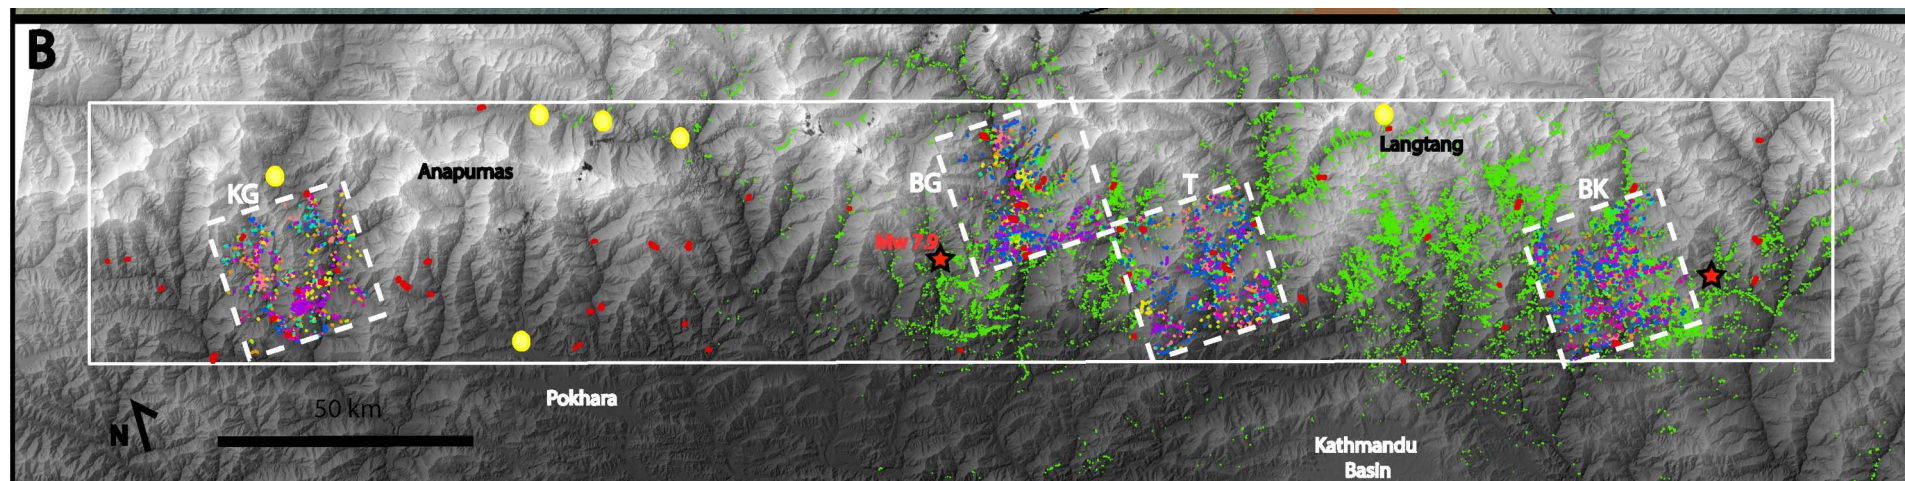 B
Langtang
Anapurnas
KG
BG
T
BK
Mw 7.9
Pokhara
50 km
N
Kathmandu
Basin